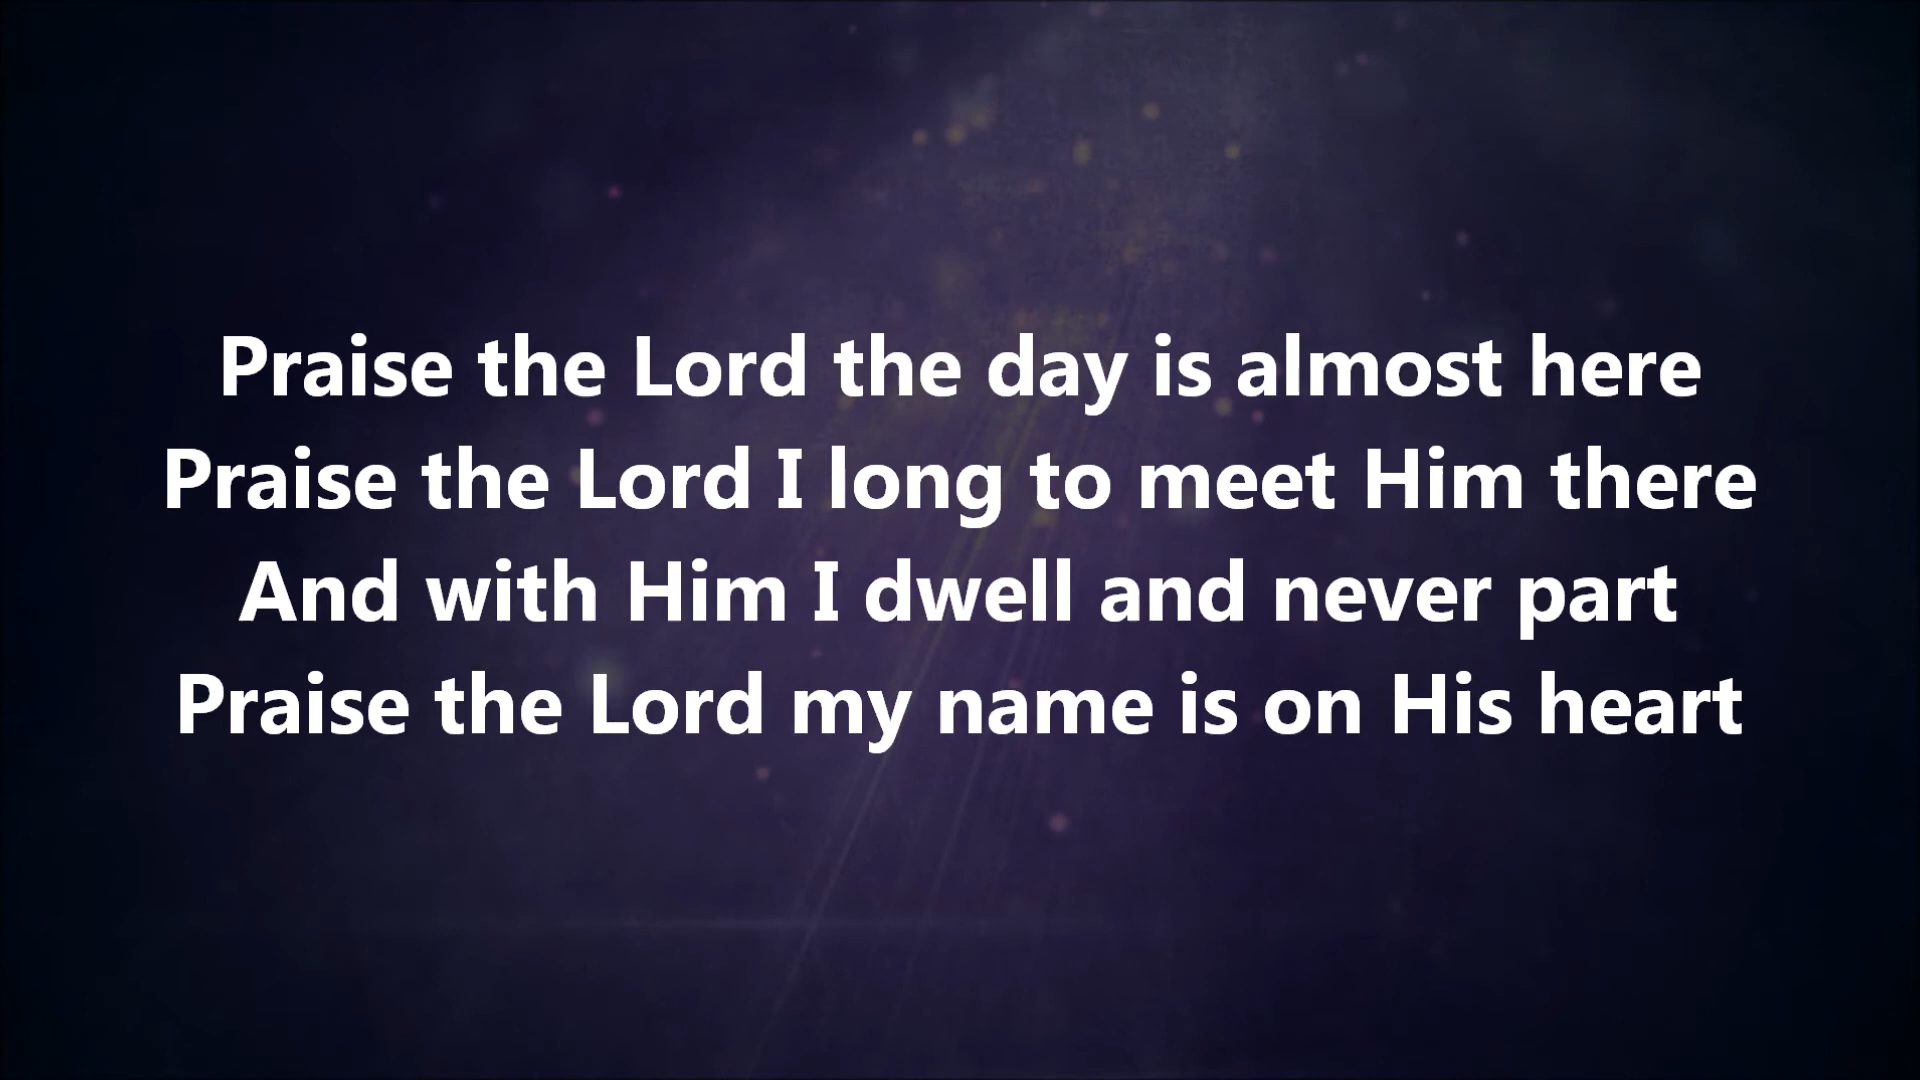 Praise the Lord the day is almost here
Praise the Lord I long to meet Him there
And with Him I dwell and never part
Praise the Lord my name is on His heart